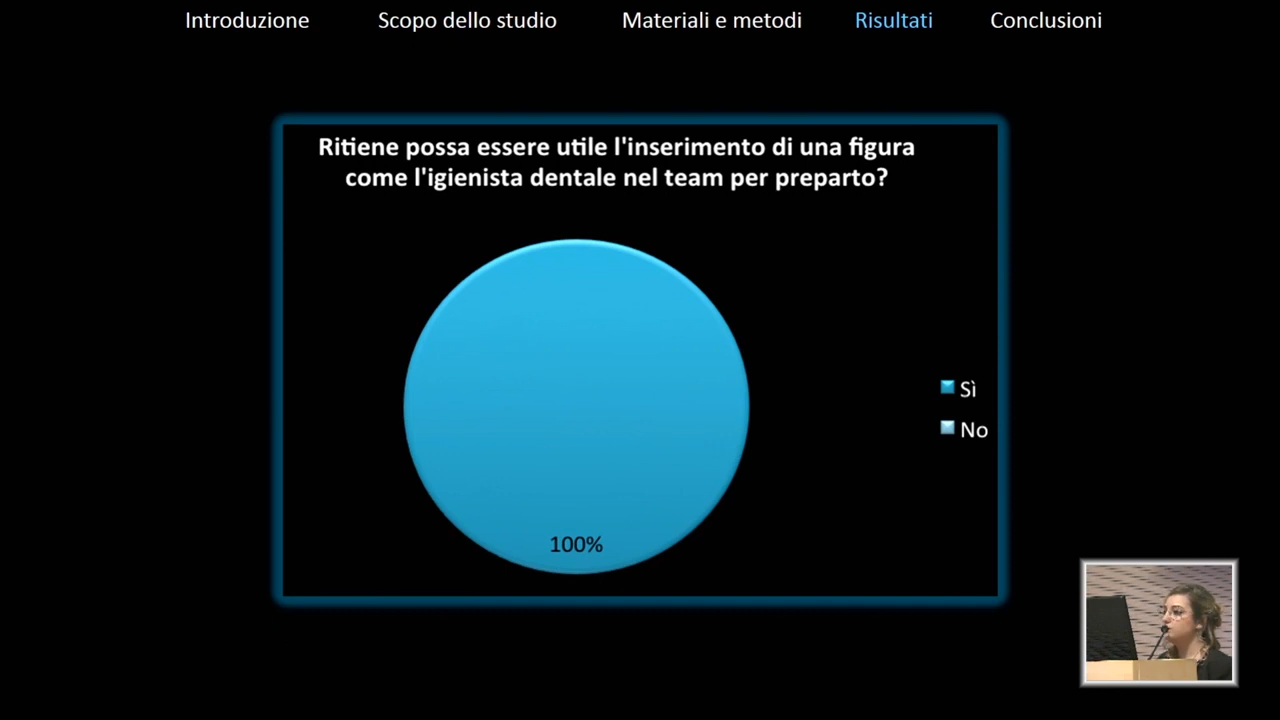 Introduzione Scopo dello studio Materiali e metodi Risultati Conclusioni
Ritiene possa essere utile l'inserimento di una figura
come l'igienista dentale nel team per preparto?
Sì
No
100%